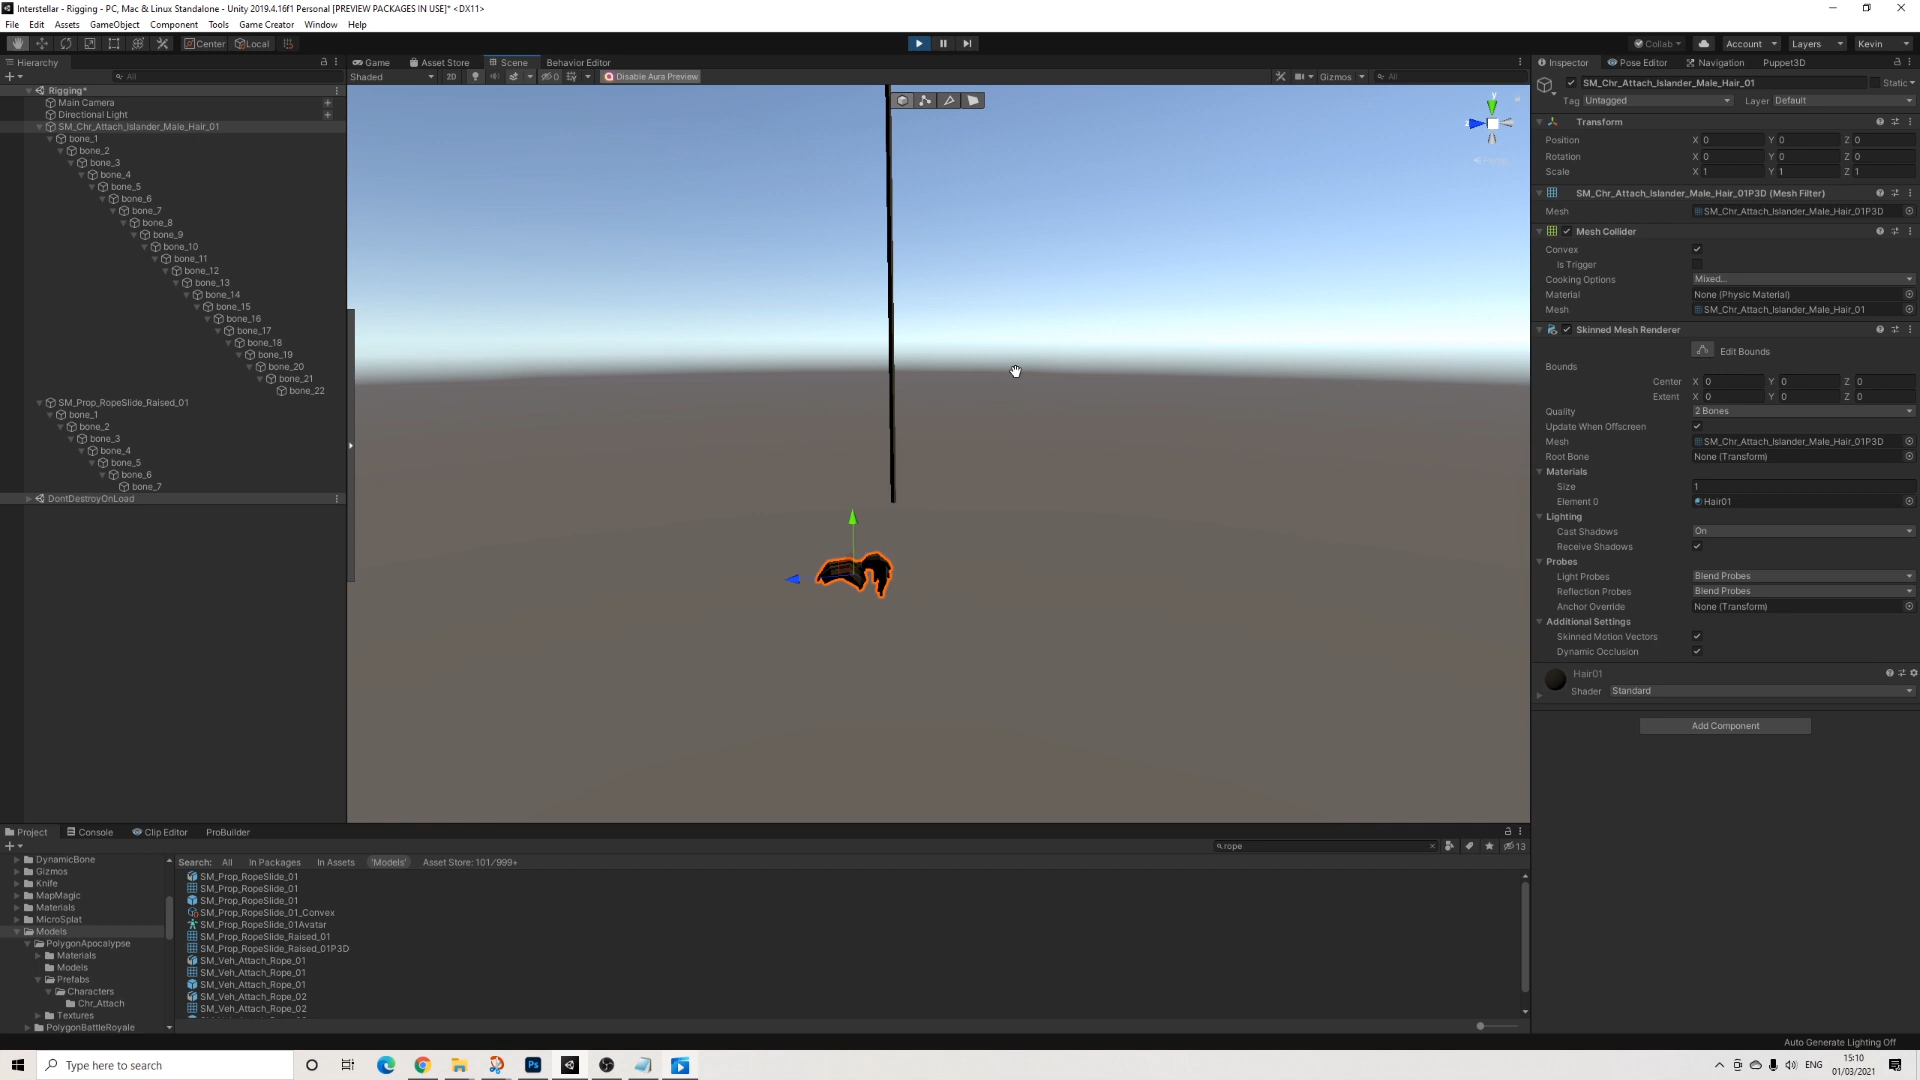 Interstellar - Rigging - PC, Mac & Linux Standalone - Unity 2019.4.16f1 Personal [PREVIEW PACKAGES IN USE]* <DX11>
File Edit Assets GameObject Component Tools Game Creator Window Help
Center Local
Collab Account Layers Kevin
Hierarchy
All
Rigging*
Main Camera
Directional Light
SM_Chr_Attach_Islander_Male_Hair_01
bone_1
bone_2
bone_3
bone_4
bone_5
bone_6
bone_7
bone_8
bone_9
bone_10
bone_11
bone_12
bone_13
bone_14
bone_15
bone_16
bone_17
bone_18
bone_19
bone_20
bone_21
bone_22
SM_Prop_RopeSlide_Raised_01
bone_1
bone_2
bone_3
bone_4
bone_5
bone_6
bone_7
DontDestroyOnLoad
Game Asset Store Scene Behavior Editor
Shaded 2D 0 Disable Aura Preview Gizmos All
y
z
Persp
Inspector Pose Editor Navigation Puppet3D
SM_Chr_Attach_Islander_Male_Hair_01 Static
Tag Untagged Layer Default
Transform
Position X 0 Y 0 Z 0
Rotation X 0 Y 0 Z 0
Scale X 1 Y 1 Z 1
SM_Chr_Attach_Islander_Male_Hair_01P3D (Mesh Filter)
Mesh SM_Chr_Attach_Islander_Male_Hair_01P3D
Mesh Collider
Convex
Is Trigger
Cooking Options Mixed...
Material None (Physic Material)
Mesh SM_Chr_Attach_Islander_Male_Hair_01
Skinned Mesh Renderer
Edit Bounds
Bounds
Center X 0 Y 0 Z 0
Extent X 0 Y 0 Z 0
Quality 2 Bones
Update When Offscreen
Mesh SM_Chr_Attach_Islander_Male_Hair_01P3D
Root Bone None (Transform)
Materials
Size 1
Element 0 Hair01
Lighting
Cast Shadows On
Receive Shadows
Probes
Light Probes Blend Probes
Reflection Probes Blend Probes
Anchor Override None (Transform)
Additional Settings
Skinned Motion Vectors
Dynamic Occlusion
Hair01
Shader Standard
Add Component
Project Console Clip Editor ProBuilder
rope 13
DynamicBone
Gizmos
Knife
MapMagic
Materials
MicroSplat
Models
PolygonApocalypse
Materials
Models
Prefabs
Characters
Chr_Attach
Textures
PolygonBattleRoyale
Search: All In Packages In Assets 'Models' Asset Store: 101/999+
SM_Prop_RopeSlide_01
SM_Prop_RopeSlide_01
SM_Prop_RopeSlide_01
SM_Prop_RopeSlide_01_Convex
SM_Prop_RopeSlide_01Avatar
SM_Prop_RopeSlide_Raised_01
SM_Prop_RopeSlide_Raised_01P3D
SM_Veh_Attach_Rope_01
SM_Veh_Attach_Rope_01
SM_Veh_Attach_Rope_01
SM_Veh_Attach_Rope_02
SM_Veh_Attach_Rope_02
Auto Generate Lighting Off
Type here to search
Ps
ENG
15:10
01/03/2021